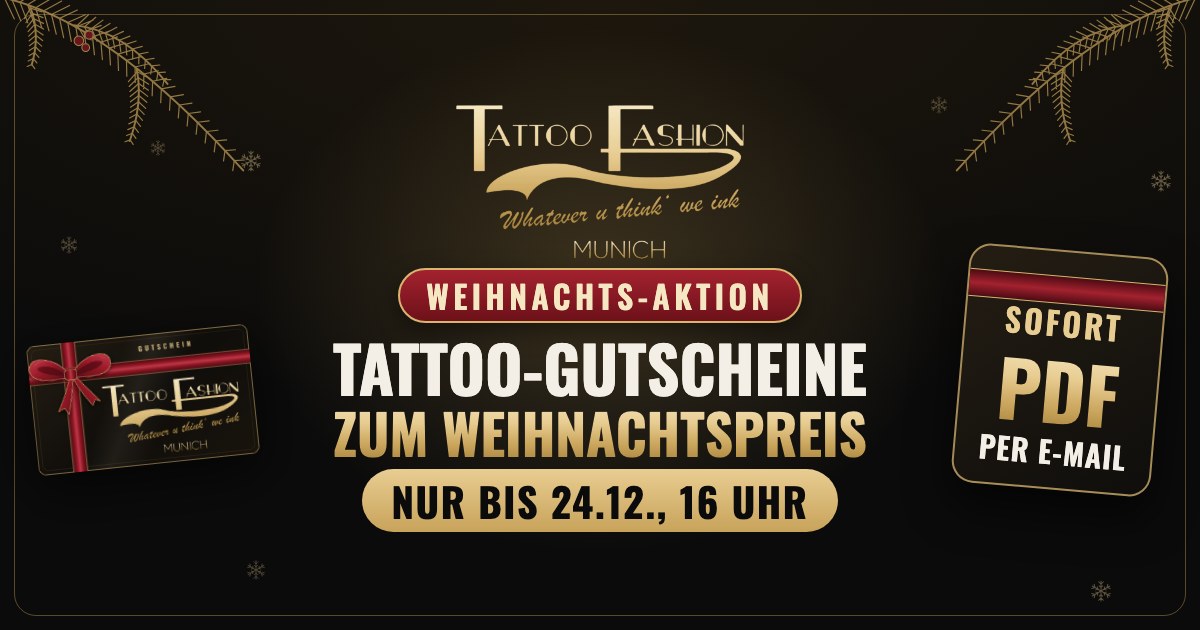 TATTOO FASHION
Whatever u think' we ink
MUNICH
WEIHNACHTS-AKTION
TATTOO-GUTSCHEINE
ZUM WEIHNACHTSPREIS
NUR BIS 24.12., 16 UHR
GUTSCHEIN
TATTOO FASHION
Whatever u think' we ink
MUNICH
SOFORT
PDF
PER E-MAIL